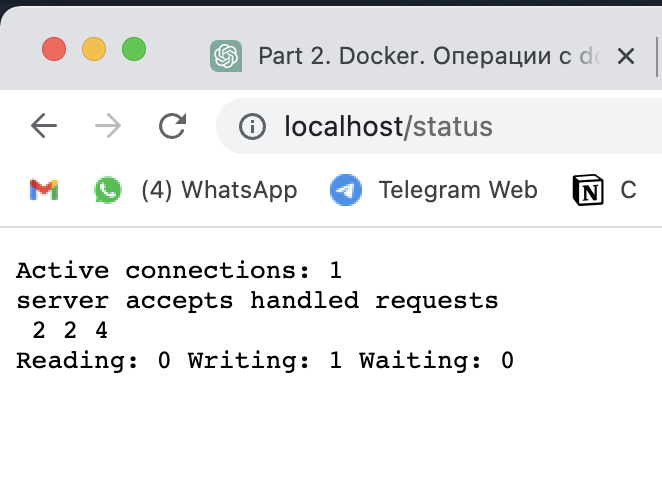 Part 2. Docker. Операции с do
localhost/status
(4) WhatsApp Telegram Web C
Active connections: 1
server accepts handled requests
2 2 4
Reading: 0 Writing: 1 Waiting: 0